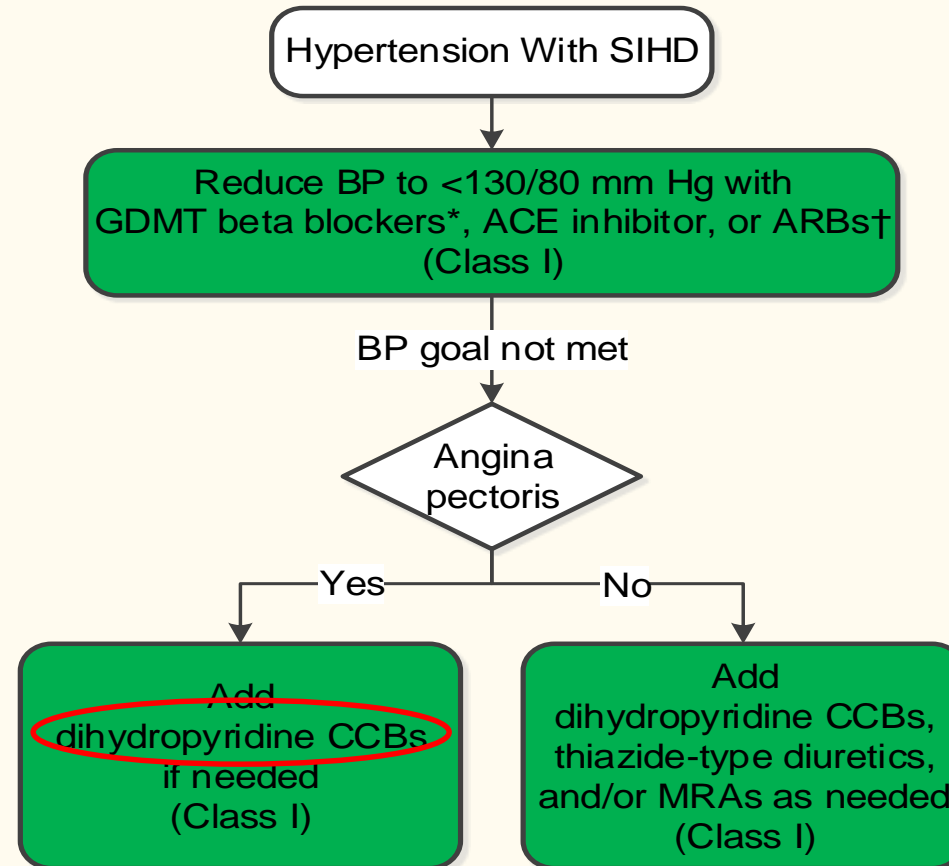 Hypertension With SIHD
Reduce BP to <130/80 mm Hg with
GDMT beta blockers*, ACE inhibitor, or ARBs†
(Class I)
BP goal not met
Angina
pectoris
Yes
No
Add
dihydropyridine CCBs
if needed
(Class I)
Add
dihydropyridine CCBs,
thiazide-type diuretics,
and/or MRAs as needed
(Class I)